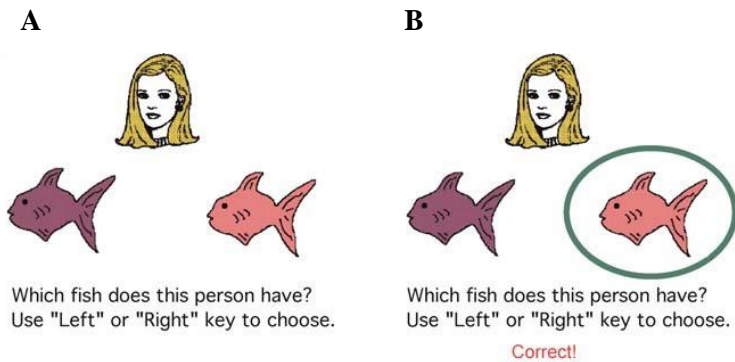 A
Which fish does this person have?
Use "Left" or "Right" key to choose.
B
Which fish does this person have?
Use "Left" or "Right" key to choose.
Correct!